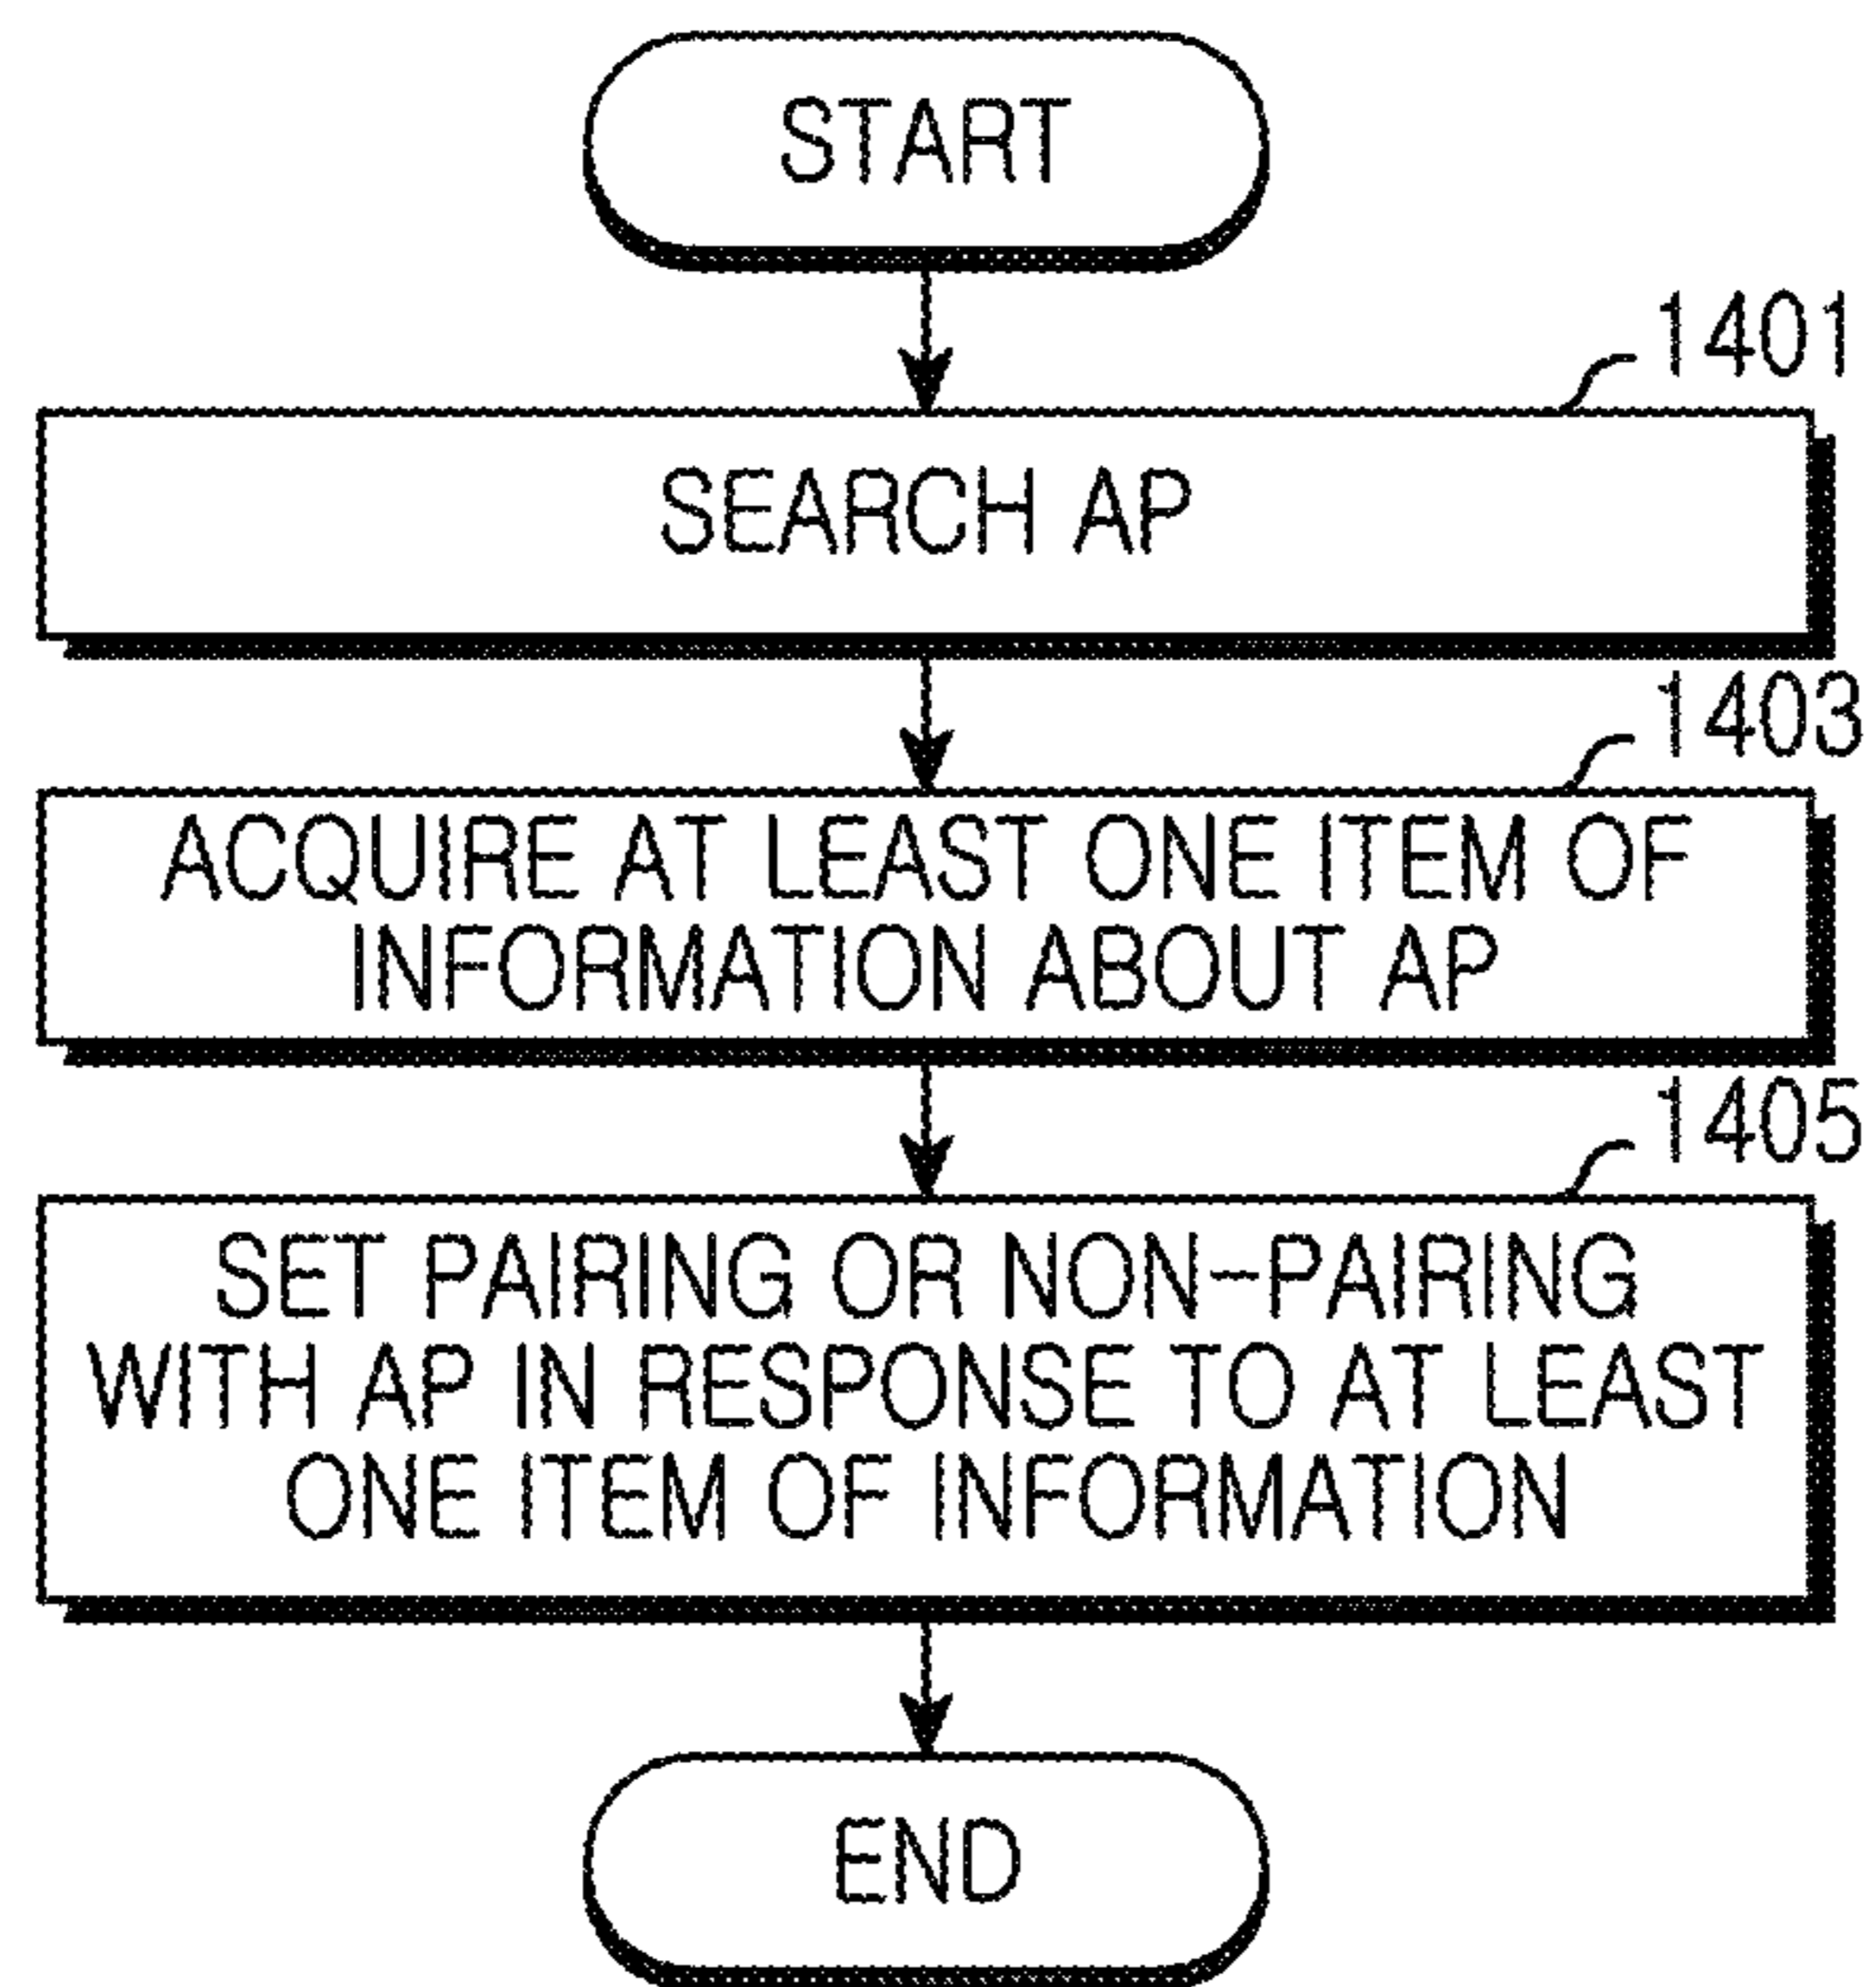 START
1401
SEARCH AP
1403
ACQUIRE AT LEAST ONE ITEM OF
INFORMATION ABOUT AP
1405
SET PAIRING OR NON-PAIRING
WITH AP IN RESPONSE TO AT LEAST
ONE ITEM OF INFORMATION
END